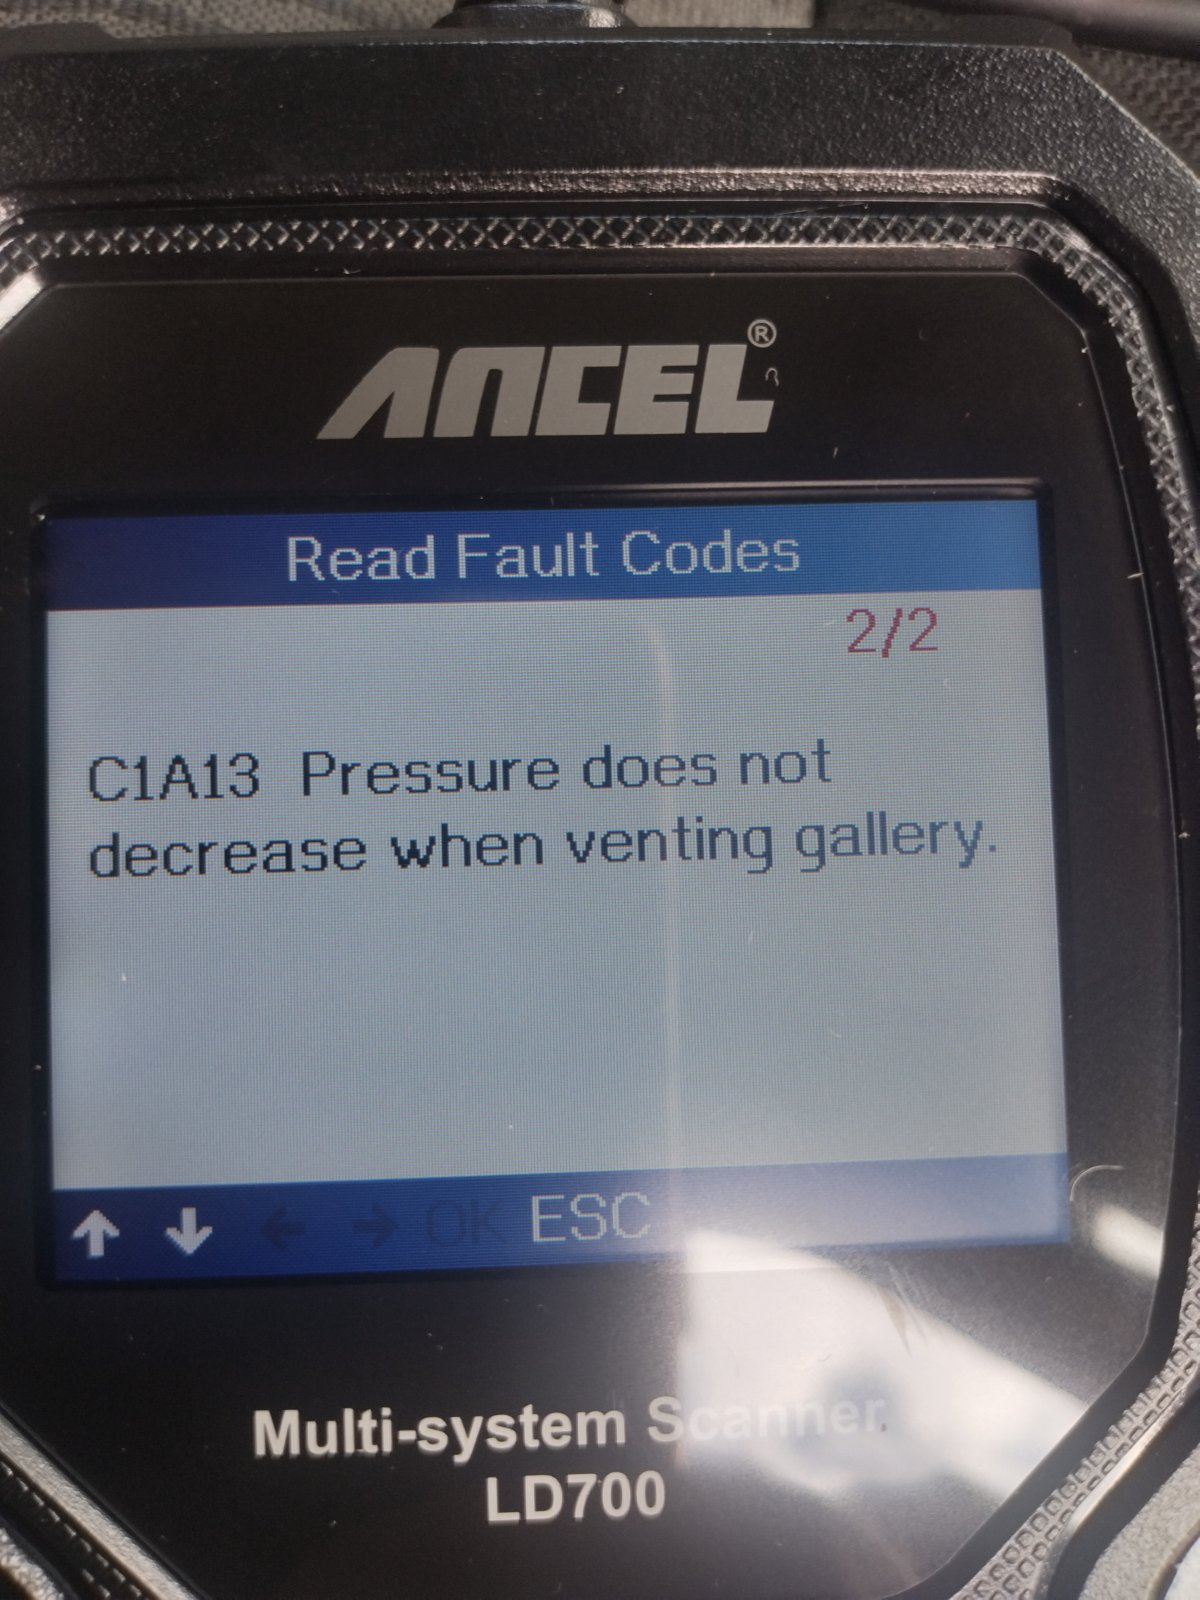 ANCEL®
Read Fault Codes
2/2
C1A13 Pressure does not
decrease when venting gallery.
OK ESC
Multi-system Scanner
LD700